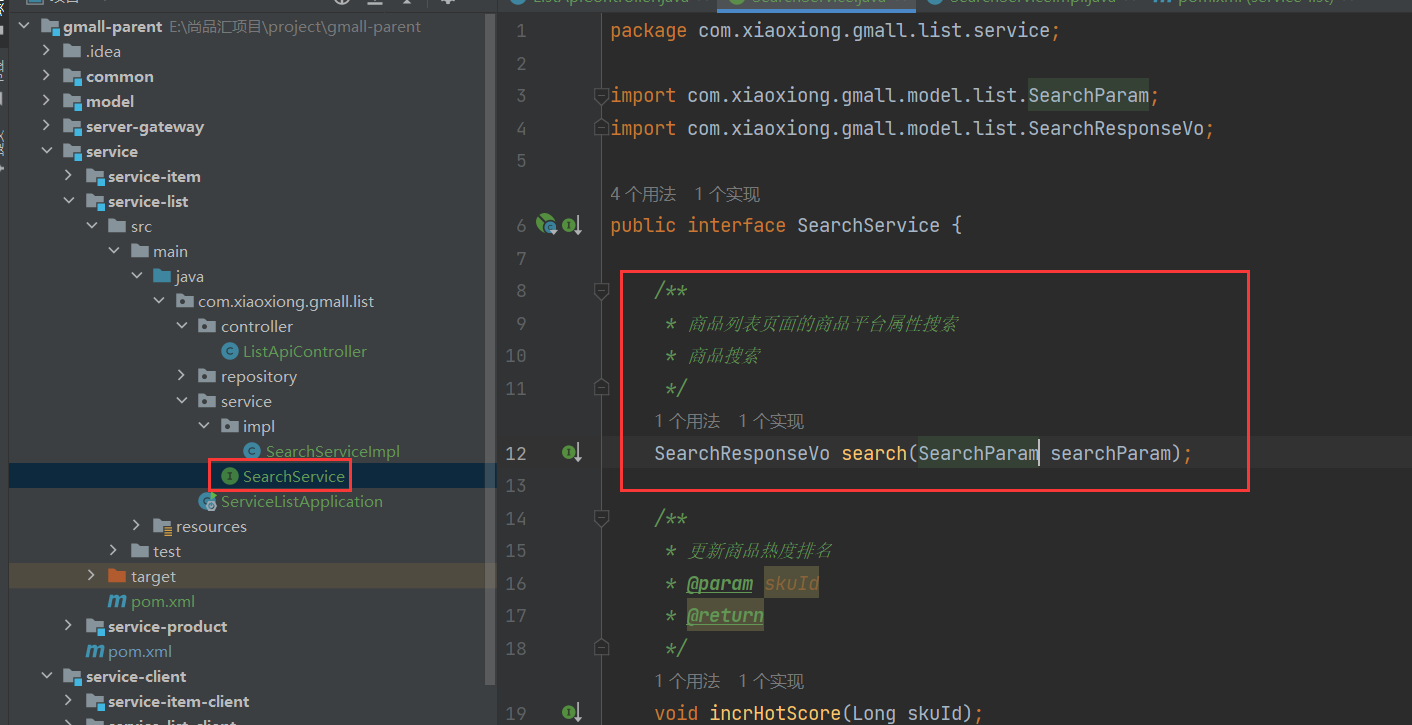 gmall-parent E:\尚品汇项目\project\gmall-parent
.idea
common
model
server-gateway
service
service-item
service-list
src
main
java
com.xiaoxiong.gmall.list
controller
ListApiController
repository
service
impl
SearchServiceImpl
SearchService
ServiceListApplication
resources
test
target
pom.xml
service-product
pom.xml
service-client
service-item-client
1 package com.xiaoxiong.gmall.list.service;
2
3 import com.xiaoxiong.gmall.model.list.SearchParam;
4 import com.xiaoxiong.gmall.model.list.SearchResponseVo;
5
4 个用法 1 个实现
6 public interface SearchService {
7
8 /**
9 * 商品列表页面的商品平台属性搜索
10 * 商品搜索
11 */
1 个用法 1 个实现
12 SearchResponseVo search(SearchParam searchParam);
13
14 /**
15 * 更新商品热度排名
16 * @param skuId
17 * @return
18 */
1 个用法 1 个实现
19 void incrHotScore(Long skuId);